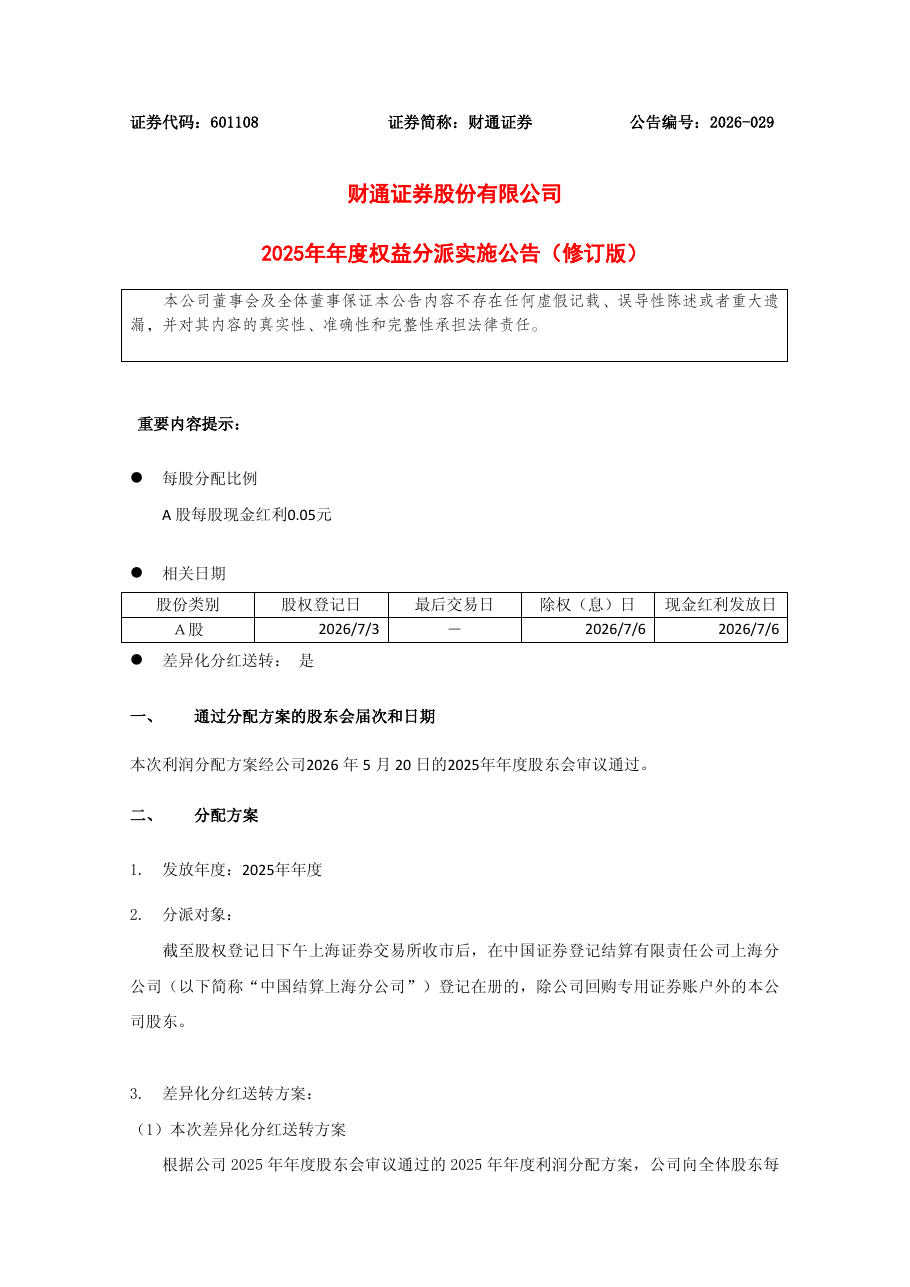 证券代码：601108 证券简称：财通证券 公告编号：2026-029
财通证券股份有限公司
2025年年度权益分派实施公告（修订版）
本公司董事会及全体董事保证本公告内容不存在任何虚假记载、误导性陈述或者重大遗
漏，并对其内容的真实性、准确性和完整性承担法律责任。
重要内容提示：
● 每股分配比例
A 股每股现金红利0.05元
● 相关日期
股份类别 股权登记日 最后交易日 除权（息）日 现金红利发放日
Ａ股 2026/7/3 － 2026/7/6 2026/7/6
● 差异化分红送转： 是
一、 通过分配方案的股东会届次和日期
本次利润分配方案经公司2026 年 5 月 20 日的2025年年度股东会审议通过。
二、 分配方案
1. 发放年度：2025年年度
2. 分派对象：
截至股权登记日下午上海证券交易所收市后，在中国证券登记结算有限责任公司上海分
公司（以下简称“中国结算上海分公司”）登记在册的，除公司回购专用证券账户外的本公
司股东。
3. 差异化分红送转方案：
（1）本次差异化分红送转方案
根据公司 2025 年年度股东会审议通过的 2025 年年度利润分配方案，公司向全体股东每